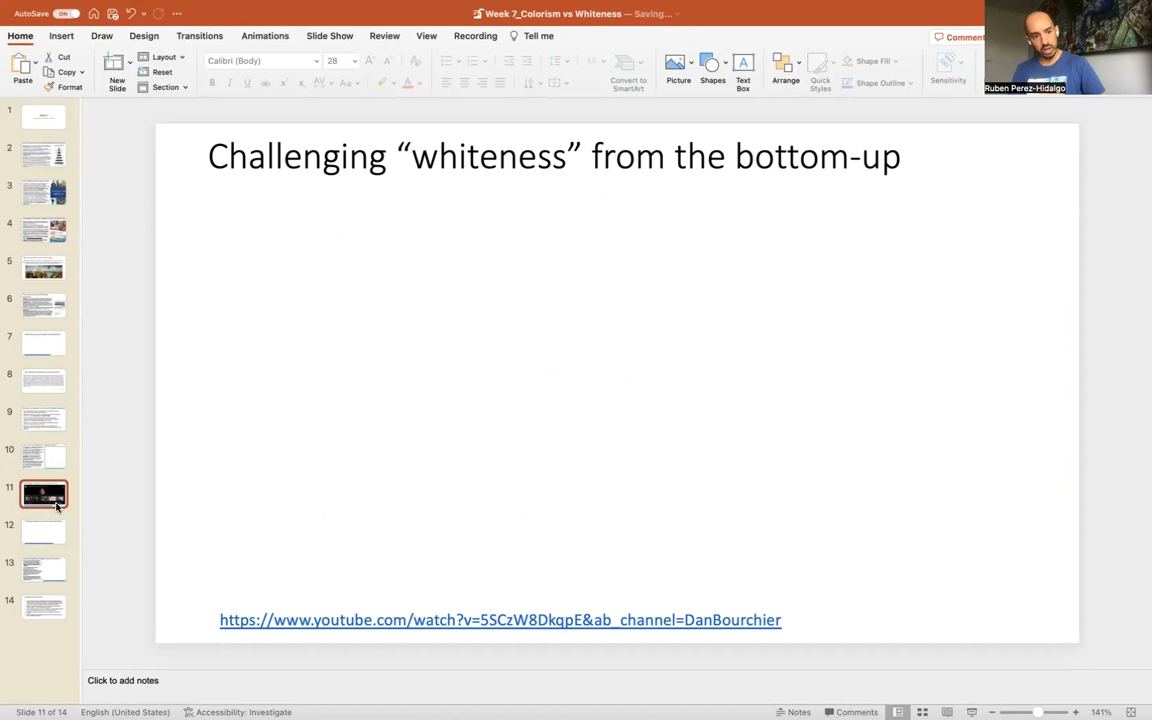 AutoSave ON Week 7_Colorism vs Whiteness — Saving...
Home Insert Draw Design Transitions Animations Slide Show Review View Recording Tell me Comment
Paste Cut Copy Format
New Slide Layout Reset Section
Calibri (Body) 28
Convert to SmartArt
Picture Shapes Text Box Arrange Quick Styles Shape Fill Shape Outline Sensitivity
Ruben Perez-Hidalgo
1
2
3
4
5
6
7
8
9
10
11
12
13
14
Challenging “whiteness” from the bottom-up
https://www.youtube.com/watch?v=5SCzW8DkqpE&ab_channel=DanBourchier
Click to add notes
Slide 11 of 14 English (United States) Accessibility: Investigate Notes Comments 141%